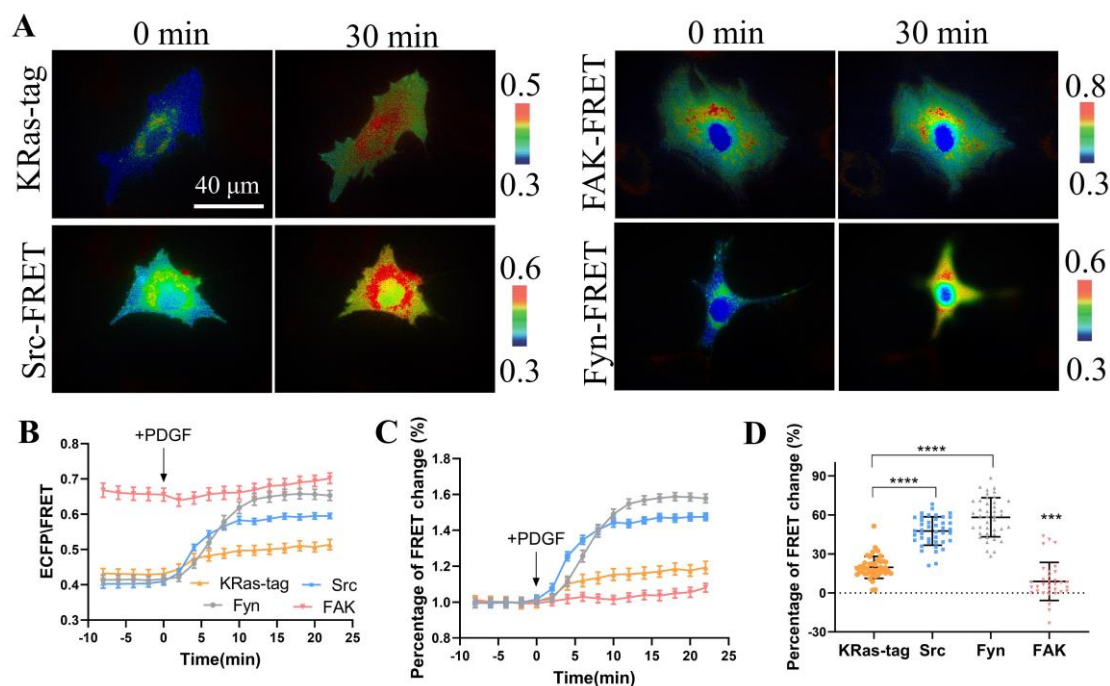 A
0 min
30 min
0 min
30 min
KRas-tag
40 μm
0.5
0.3
FAK-FRET
0.8
0.3
Src-FRET
0.6
0.3
Fyn-FRET
0.6
0.3
B
+PDGF
ECFP\FRET
0.8
0.7
0.6
0.5
0.4
0.3
KRas-tag
Src
Fyn
FAK
-10 -5 0 5 10 15 20 25
Time(min)
C
Percentage of FRET change (%)
1.8
1.6
1.4
1.2
1.0
0.8
+PDGF
-10 -5 0 5 10 15 20 25
Time(min)
D
Percentage of FRET change (%)
90
60
30
0
-30
****
****
***
KRas-tag Src Fyn FAK